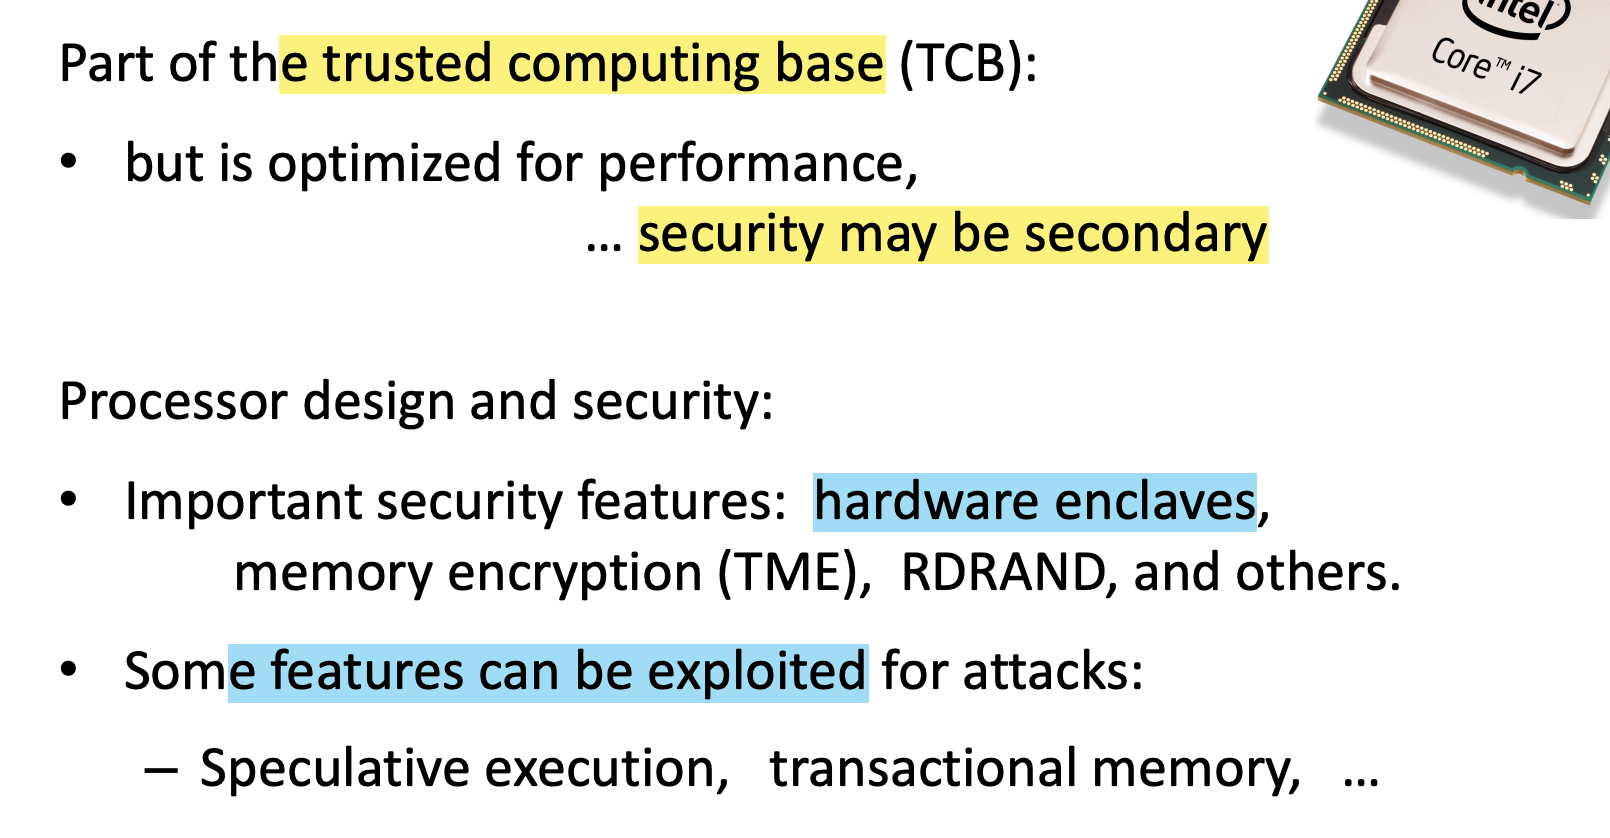 intel
Core™ i7
Part of the trusted computing base (TCB):
• but is optimized for performance,
... security may be secondary
Processor design and security:
• Important security features: hardware enclaves,
memory encryption (TME), RDRAND, and others.
• Some features can be exploited for attacks:
– Speculative execution, transactional memory, ...